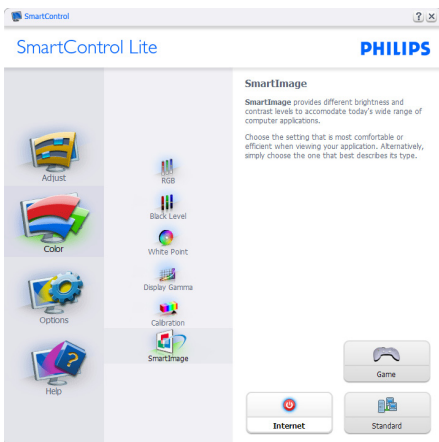 SmartControl
SmartControl Lite
PHILIPS
Adjust
Color
Options
Help
RGB
Black Level
White Point
Display Gamma
Calibration
SmartImage
SmartImage
SmartImage provides different brightness and
contrast levels to accomodate today's wide range of
computer applications.
Choose the setting that is most comfortable or
efficient when viewing your application. Alternatively,
simply choose the one that best describes its type.
Game
Internet
Standard